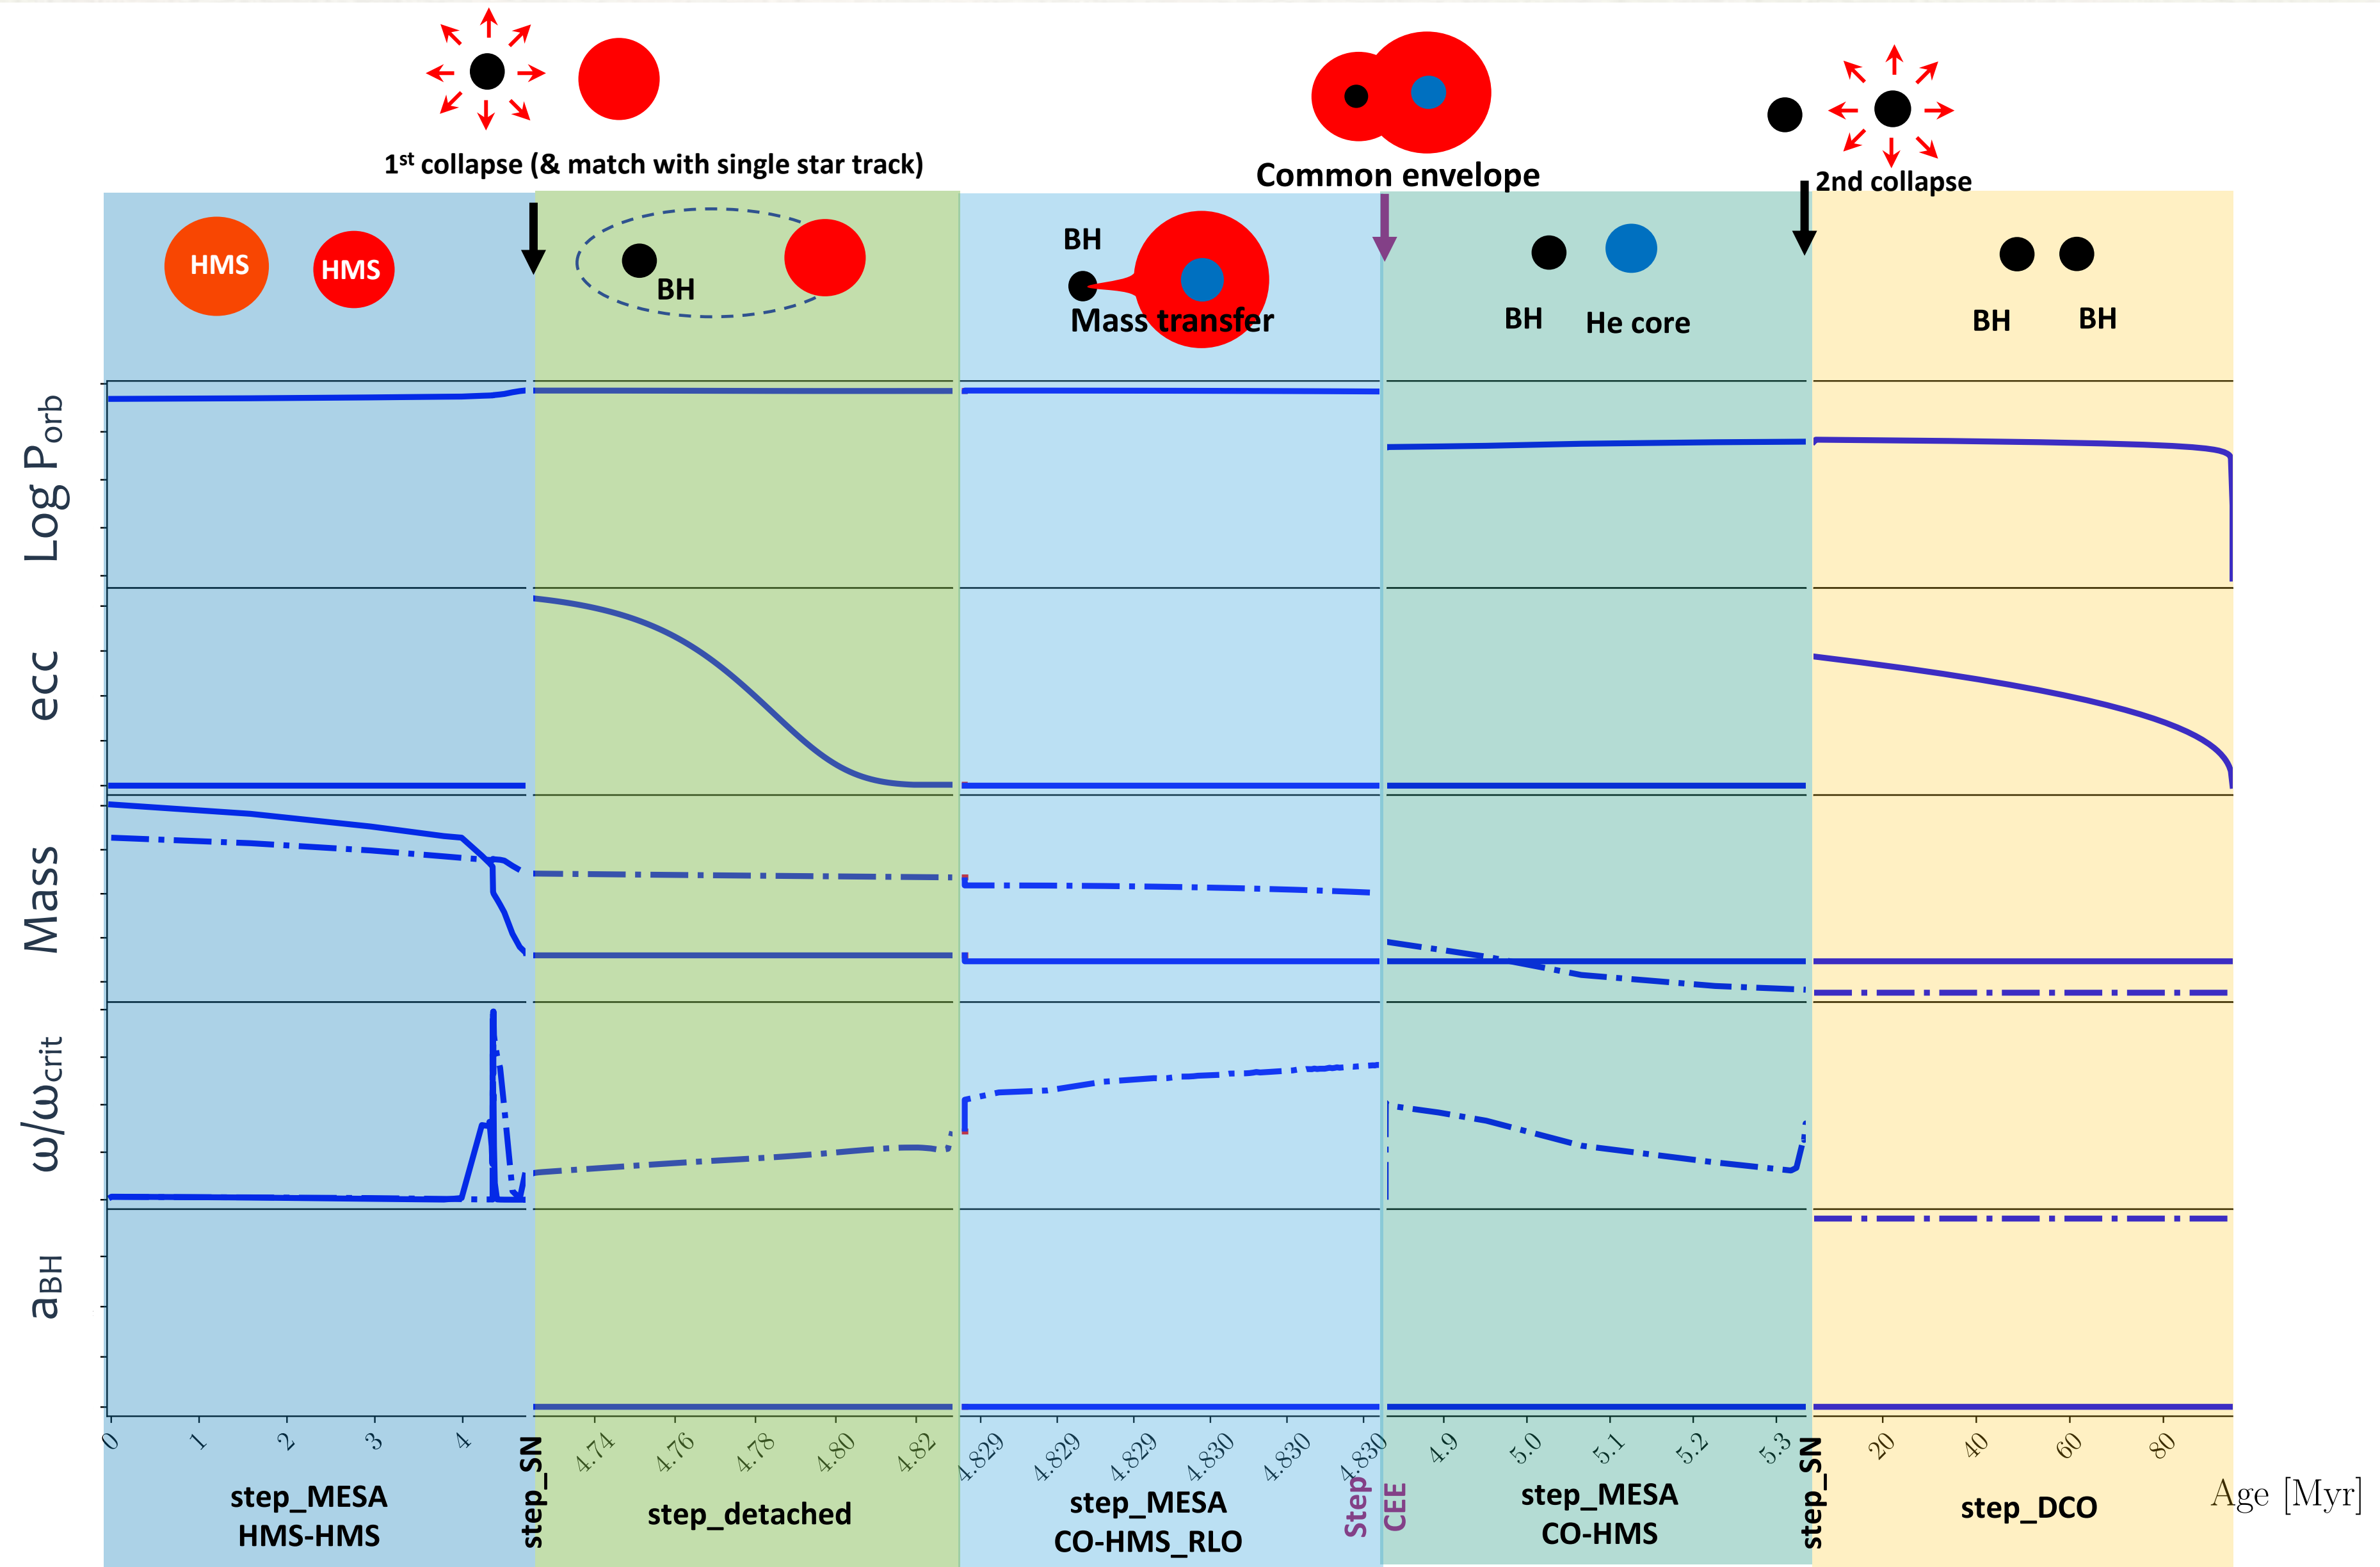 1st collapse (& match with single star track)
Common envelope
2nd collapse
HMS
HMS
BH
BH
Mass transfer
BH
He core
BH
BH
Log Porb
ecc
Mass
ω/ωcrit
aBH
0
1
2
3
4
4.74
4.76
4.78
4.80
4.82
4.829
4.829
4.829
4.830
4.830
4.830
4.9
5.0
5.1
5.2
5.3
20
40
60
80
Age [Myr]
step_MESA
HMS-HMS
step_SN
step_detached
step_MESA
CO-HMS_RLO
Step
CEE
step_MESA
CO-HMS
step_SN
step_DCO